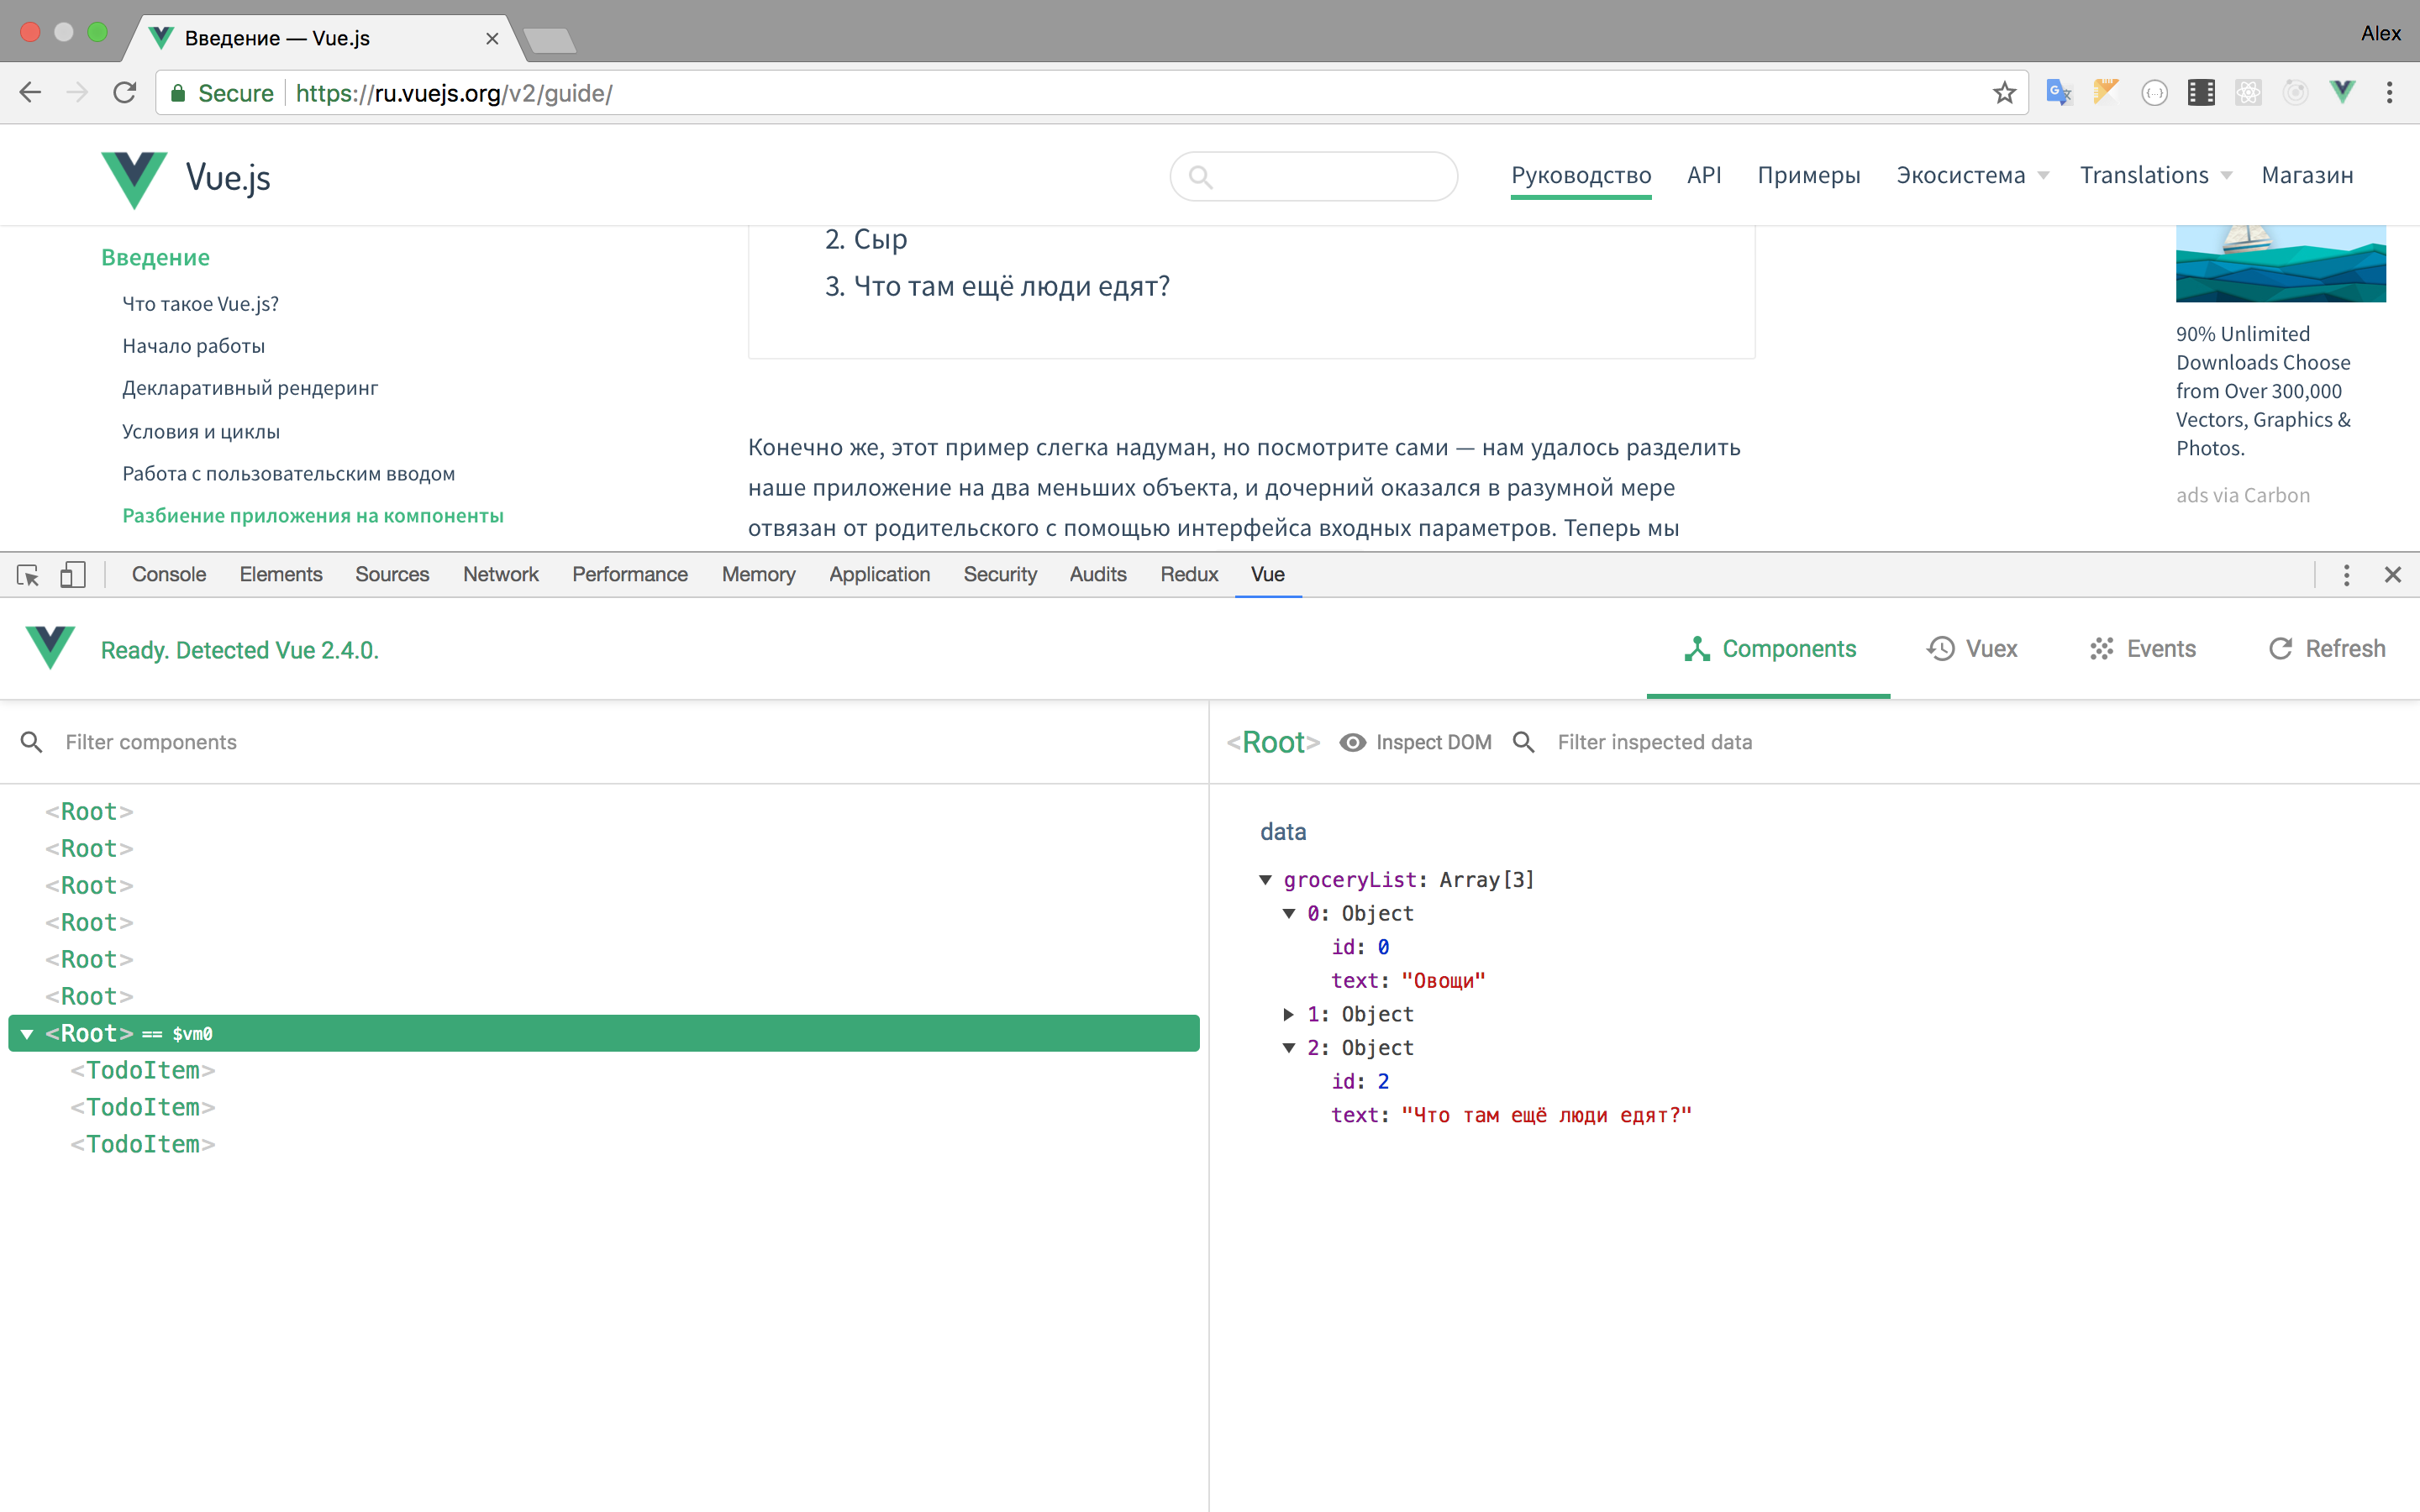 Введение — Vue.js
Alex
Secure https://ru.vuejs.org/v2/guide/
Vue.js
Руководство API Примеры Экосистема Translations Магазин
Введение
Что такое Vue.js?
Начало работы
Декларативный рендеринг
Условия и циклы
Работа с пользовательским вводом
Разбиение приложения на компоненты
2. Сыр
3. Что там ещё люди едят?
Конечно же, этот пример слегка надуман, но посмотрите сами — нам удалось разделить
наше приложение на два меньших объекта, и дочерний оказался в разумной мере
отвязан от родительского с помощью интерфейса входных параметров. Теперь мы
90% Unlimited
Downloads Choose
from Over 300,000
Vectors, Graphics &
Photos.
ads via Carbon
Console Elements Sources Network Performance Memory Application Security Audits Redux Vue
Ready. Detected Vue 2.4.0.
Components Vuex Events Refresh
Filter components
<Root> Inspect DOM Filter inspected data
<Root>
<Root>
<Root>
<Root>
<Root>
<Root>
<Root> == $vm0
<TodoItem>
<TodoItem>
<TodoItem>
data
groceryList: Array[3]
0: Object
id: 0
text: "Овощи"
1: Object
2: Object
id: 2
text: "Что там ещё люди едят?"